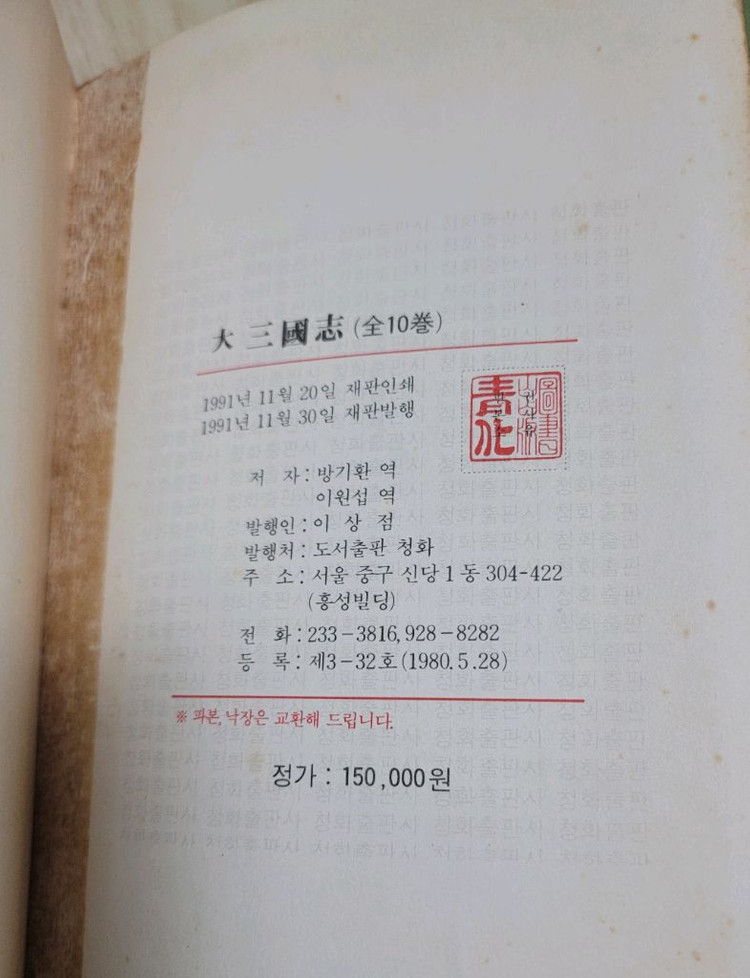 大 三國志 (全10巻)
1991년 11월 20일 재판인쇄
1991년 11월 30일 재판발행
靑化
圖書
저 자 : 방기환 역
이원섭 역
발행인 : 이 상 점
발행처 : 도서출판 청화
주 소 : 서울 중구 신당 1 동 304-422
(흥성빌딩)
전 화 : 233-3816, 928-8282
등 록 : 제3-32호 (1980. 5. 28)
※ 파본, 낙장은 교환해 드립니다.
정가 : 150,000원